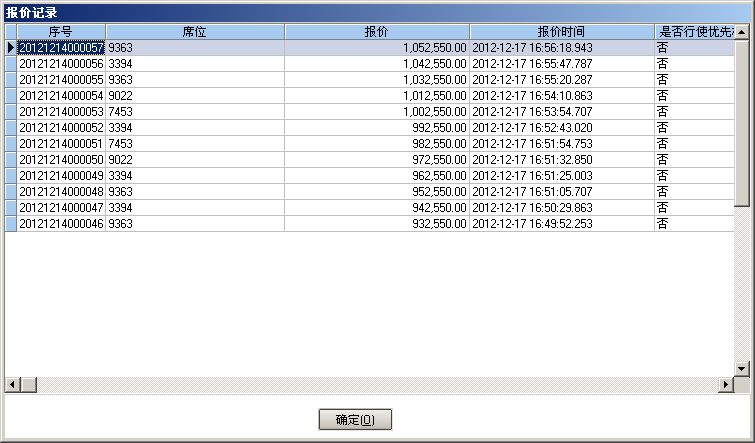 报价记录
序号 席位 报价 报价时间 是否行使优先
20121214000057 9363 1,052,550.00 2012-12-17 16:56:18.943 否
20121214000056 3394 1,042,550.00 2012-12-17 16:55:47.787 否
20121214000055 9363 1,032,550.00 2012-12-17 16:55:20.287 否
20121214000054 9022 1,012,550.00 2012-12-17 16:54:10.863 否
20121214000053 7453 1,002,550.00 2012-12-17 16:53:54.707 否
20121214000052 3394 992,550.00 2012-12-17 16:52:43.020 否
20121214000051 7453 982,550.00 2012-12-17 16:51:54.753 否
20121214000050 9022 972,550.00 2012-12-17 16:51:32.850 否
20121214000049 3394 962,550.00 2012-12-17 16:51:25.003 否
20121214000048 9363 952,550.00 2012-12-17 16:51:05.707 否
20121214000047 3394 942,550.00 2012-12-17 16:50:29.863 否
20121214000046 9363 932,550.00 2012-12-17 16:49:52.253 否
确定(O)